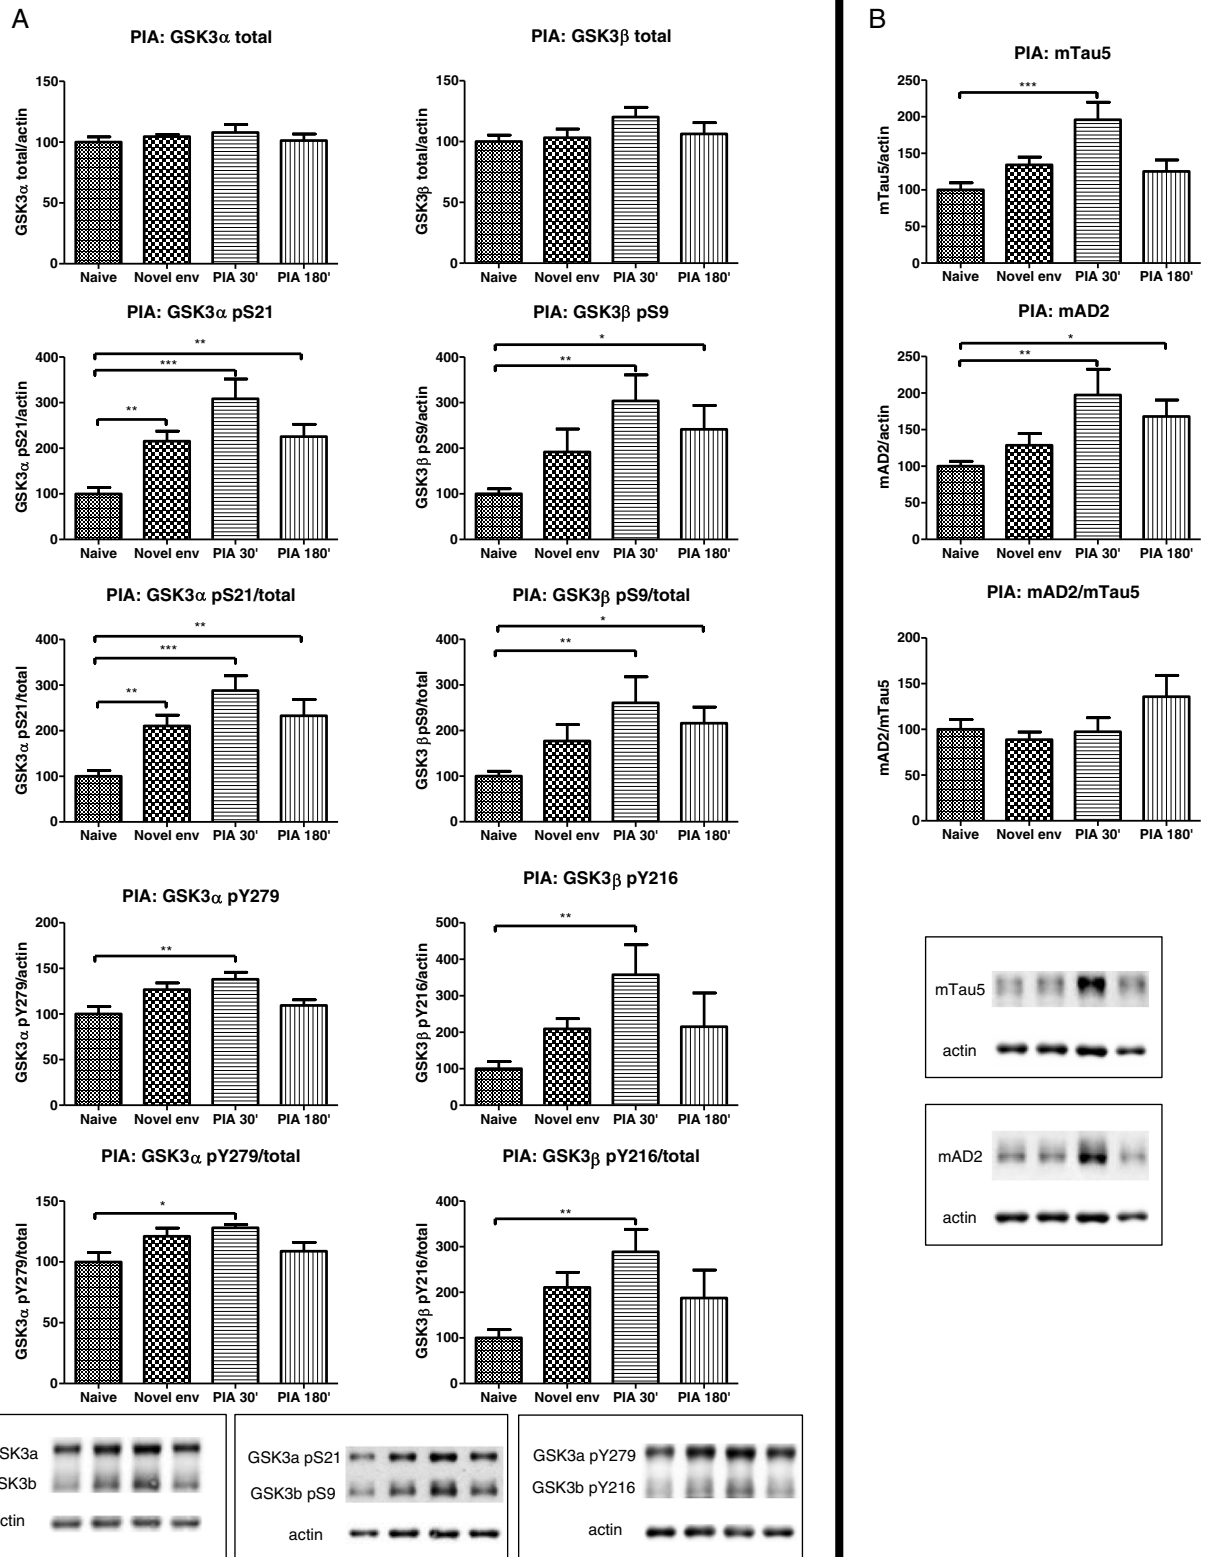 A
PIA: GSK3α total
GSK3α total/actin
150
100
50
0
Naive Novel env PIA 30' PIA 180'
PIA: GSK3β total
GSK3β total/actin
150
100
50
0
Naive Novel env PIA 30' PIA 180'
PIA: GSK3α pS21
GSK3α pS21/actin
400
300
200
100
0
**
***
**
Naive Novel env PIA 30' PIA 180'
PIA: GSK3β pS9
GSK3β pS9/actin
400
300
200
100
0
*
**
Naive Novel env PIA 30' PIA 180'
PIA: GSK3α pS21/total
GSK3α pS21/total
400
300
200
100
0
**
***
**
Naive Novel env PIA 30' PIA 180'
PIA: GSK3β pS9/total
GSK3 β pS9/total
400
300
200
100
0
*
**
Naive Novel env PIA 30' PIA 180'
PIA: GSK3α pY279
GSK3α pY279/actin
200
150
100
50
0
**
Naive Novel env PIA 30' PIA 180'
PIA: GSK3β pY216
GSK3β pY216/actin
500
400
300
200
100
0
**
Naive Novel env PIA 30' PIA 180'
PIA: GSK3α pY279/total
GSK3α pY279/total
150
100
50
0
*
Naive Novel env PIA 30' PIA 180'
PIA: GSK3β pY216/total
GSK3β pY216/total
400
300
200
100
0
**
Naive Novel env PIA 30' PIA 180'
SK3a
SK3b
ctin
GSK3a pS21
GSK3b pS9
actin
GSK3a pY279
GSK3b pY216
actin
B
PIA: mTau5
mTau5/actin
250
200
150
100
50
0
***
Naive Novel env PIA 30' PIA 180'
PIA: mAD2
mAD2/actin
250
200
150
100
50
0
*
**
Naive Novel env PIA 30' PIA 180'
PIA: mAD2/mTau5
mAD2/mTau5
200
150
100
50
0
Naive Novel env PIA 30' PIA 180'
mTau5
actin
mAD2
actin